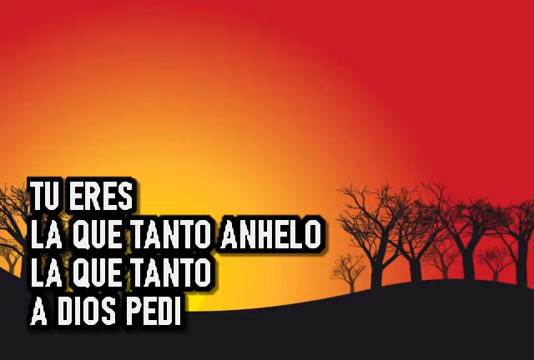 TU ERES
LA QUE TANTO ANHELO
LA QUE TANTO
A DIOS PEDI